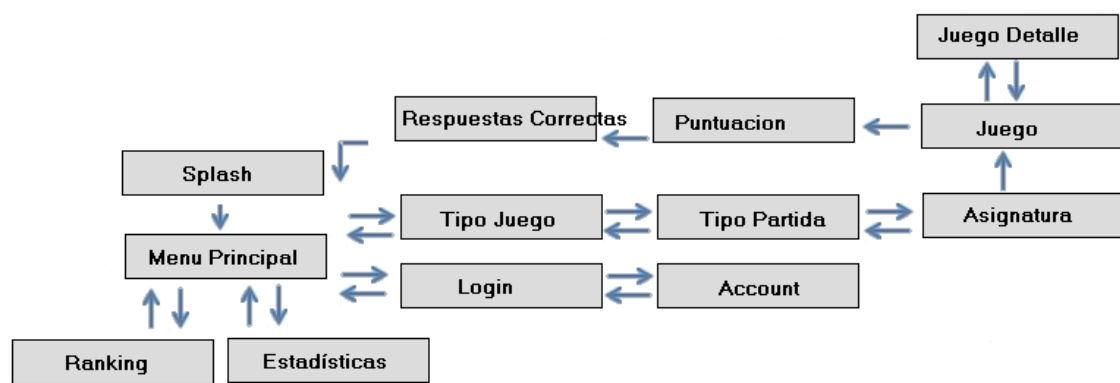 Juego Detalle
Respuestas Correctas
Puntuacion
Juego
Splash
Tipo Juego
Tipo Partida
Asignatura
Menu Principal
Login
Account
Ranking
Estadísticas